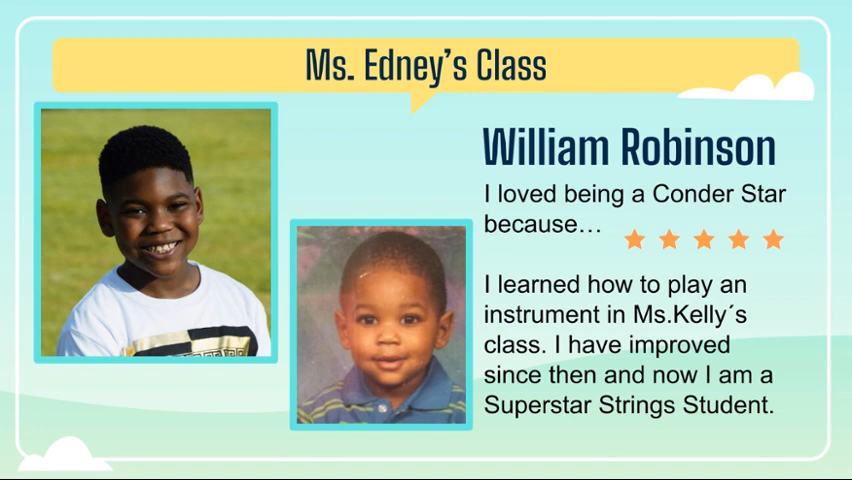 Ms. Edney’s Class
William Robinson
I loved being a Conder Star
because…
I learned how to play an
instrument in Ms.Kelly´s
class. I have improved
since then and now I am a
Superstar Strings Student.